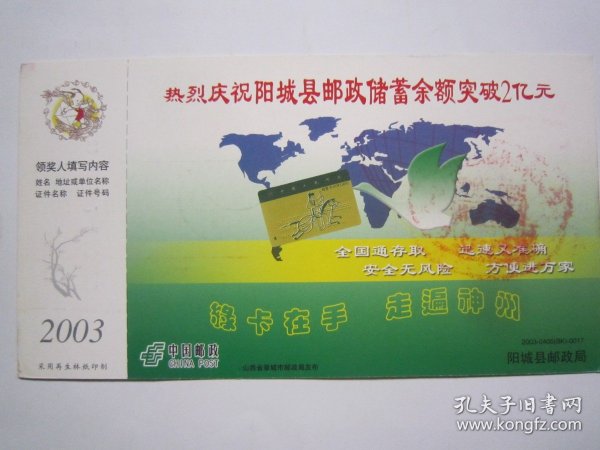 热烈庆祝阳城县邮政储蓄余额突破2亿元
领奖人填写内容
姓名 地址或单位名称
证件名称 证件号码
全国通存取 迅速又准确
安全无风险 方便进万家
绿卡在手 走遍神州
2003
中国邮政
CHINA POST
2003-0400(BK)-0017
阳城县邮政局
采用再生林纸印制
山西省晋城市邮政局发布
孔夫子旧书网
www.kongfz.com